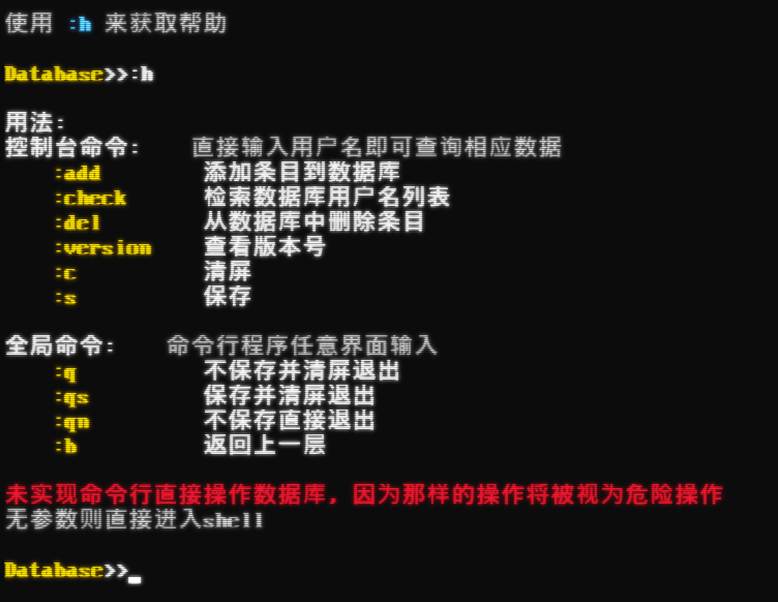 使用 :h 来获取帮助
Database>>:h
用法:
控制台命令: 直接输入用户名即可查询相应数据
:add 添加条目到数据库
:check 检索数据库用户名列表
:del 从数据库中删除条目
:version 查看版本号
:c 清屏
:s 保存
全局命令: 命令行程序任意界面输入
:q 不保存并清屏退出
:qs 保存并清屏退出
:qn 不保存直接退出
:b 返回上一层
未实现命令行直接操作数据库, 因为那样的操作将被视为危险操作
无参数则直接进入shell
Database>>_